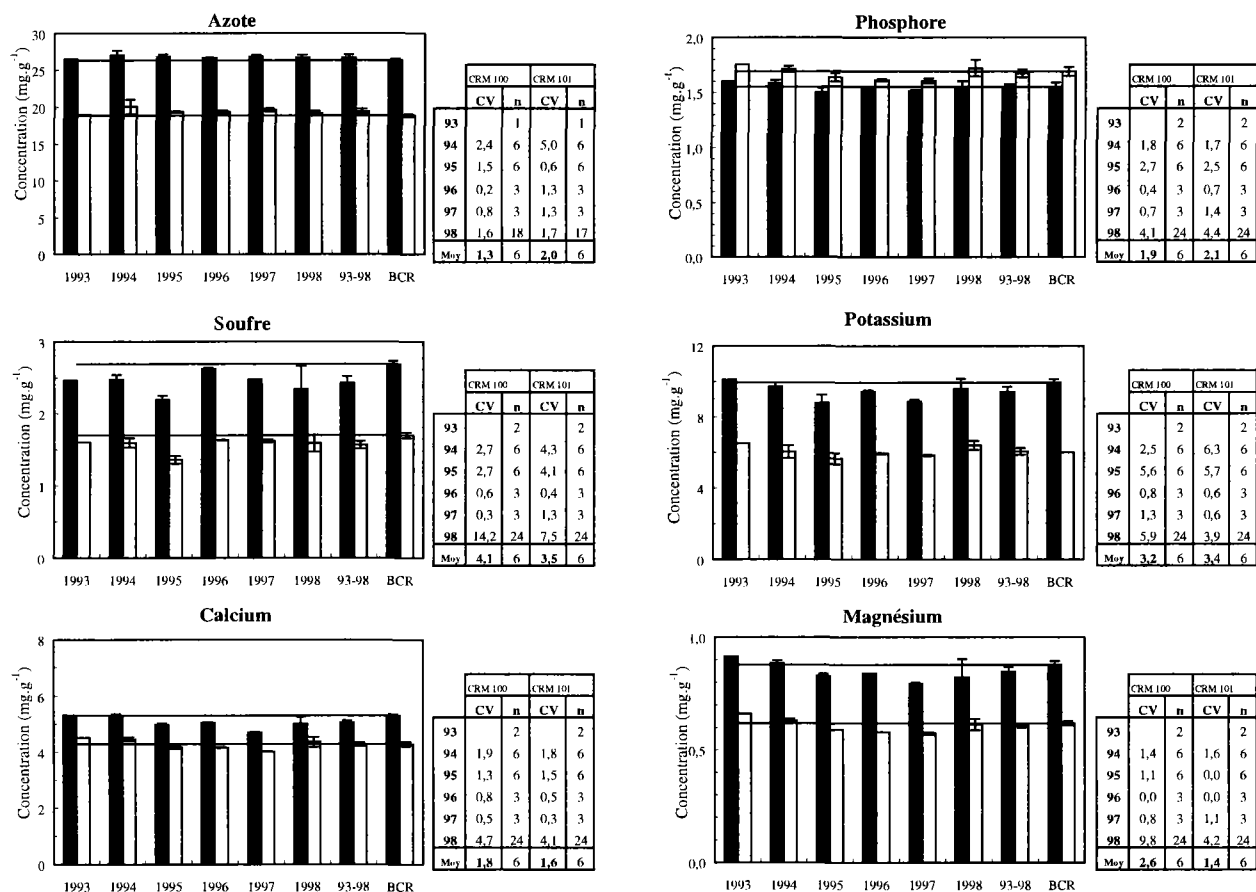 Azote
Concentration (mg.g⁻¹)
30
25
20
15
10
5
0
1993 1994 1995 1996 1997 1998 93-98 BCR
CRM 100 CRM 101
CV n CV n
93 1 1
94 2,4 6 5,0 6
95 1,5 6 0,6 6
96 0,2 3 1,3 3
97 0,8 3 1,3 3
98 1,6 18 1,7 17
Moy 1,3 6 2,0 6
Phosphore
Concentration (mg.g⁻¹)
2,0
1,5
1,0
0,5
0,0
1993 1994 1995 1996 1997 1998 93-98 BCR
CRM 100 CRM 101
CV n CV n
93 2 2
94 1,8 6 1,7 6
95 2,7 6 2,5 6
96 0,4 3 0,7 3
97 0,7 3 1,4 3
98 4,1 24 4,4 24
Moy 1,9 6 2,1 6
Soufre
Concentration (mg.g⁻¹)
3
2
1
0
1993 1994 1995 1996 1997 1998 93-98 BCR
CRM 100 CRM 101
CV n CV n
93 2 2
94 2,7 6 4,3 6
95 2,7 6 4,1 6
96 0,6 3 0,4 3
97 0,3 3 1,3 3
98 14,2 24 7,5 24
Moy 4,1 6 3,5 6
Potassium
Concentration (mg.g⁻¹)
12
8
4
0
1993 1994 1995 1996 1997 1998 93-98 BCR
CRM 100 CRM 101
CV n CV n
93 2 2
94 2,5 6 6,3 6
95 5,6 6 5,7 6
96 0,8 3 0,6 3
97 1,3 3 0,6 3
98 5,9 24 3,9 24
Moy 3,2 6 3,4 6
Calcium
Concentration (mg.g⁻¹)
8
6
4
2
0
1993 1994 1995 1996 1997 1998 93-98 BCR
CRM 100 CRM 101
CV n CV n
93 2 2
94 1,9 6 1,8 6
95 1,3 6 1,5 6
96 0,8 3 0,5 3
97 0,5 3 0,3 3
98 4,7 24 4,1 24
Moy 1,8 6 1,6 6
Magnésium
Concentration (mg.g⁻¹)
1,0
0,5
0,0
1993 1994 1995 1996 1997 1998 93-98 BCR
CRM 100 CRM 101
CV n CV n
93 2 2
94 1,4 6 1,6 6
95 1,1 6 0,0 6
96 0,0 3 0,0 3
97 0,8 3 1,1 3
98 9,8 24 4,2 24
Moy 2,6 6 1,4 6